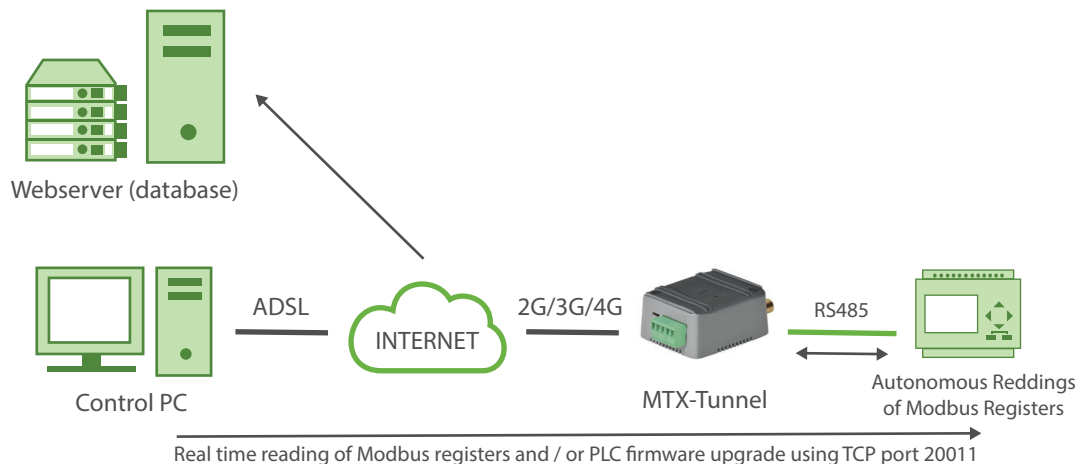 Webserver (database)
ADSL
INTERNET
2G/3G/4G
RS485
Control PC
MTX-Tunnel
Autonomous Reddings
of Modbus Registers
Real time reading of Modbus registers and / or PLC firmware upgrade using TCP port 20011